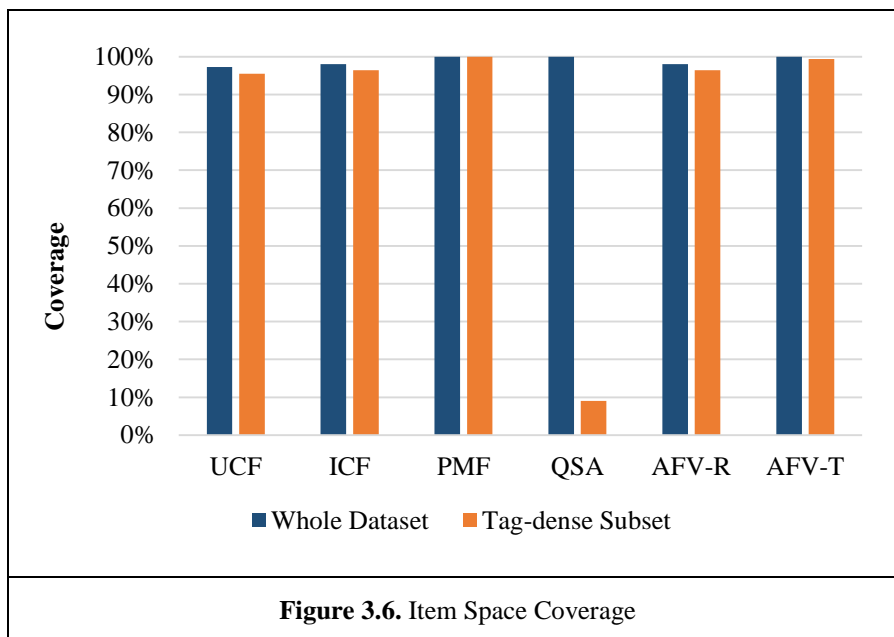 100%
90%
80%
70%
60%
50%
40%
30%
20%
10%
0%
Coverage
UCF ICF PMF QSA AFV-R AFV-T
Whole Dataset Tag-dense Subset
Figure 3.6. Item Space Coverage